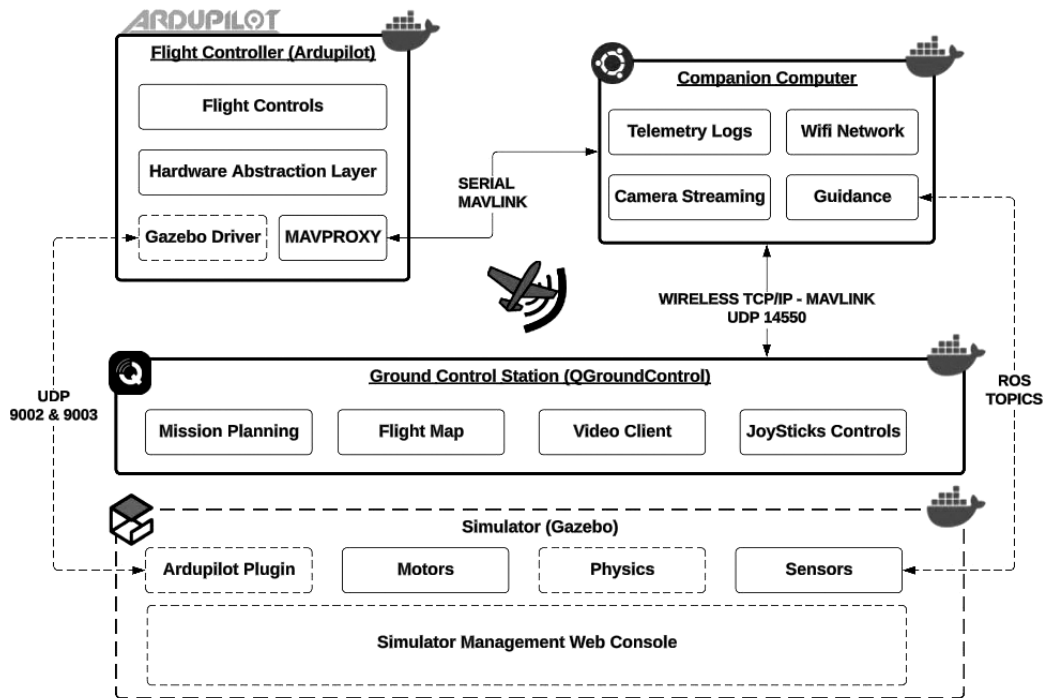 ARDUPILOT
Flight Controller (Ardupilot)
Flight Controls
Hardware Abstraction Layer
Gazebo Driver
MAVPROXY
SERIAL
MAVLINK
Companion Computer
Telemetry Logs
Wifi Network
Camera Streaming
Guidance
WIRELESS TCP/IP - MAVLINK
UDP 14550
UDP
9002 & 9003
ROS
TOPICS
Ground Control Station (QGroundControl)
Mission Planning
Flight Map
Video Client
JoySticks Controls
Simulator (Gazebo)
Ardupilot Plugin
Motors
Physics
Sensors
Simulator Management Web Console